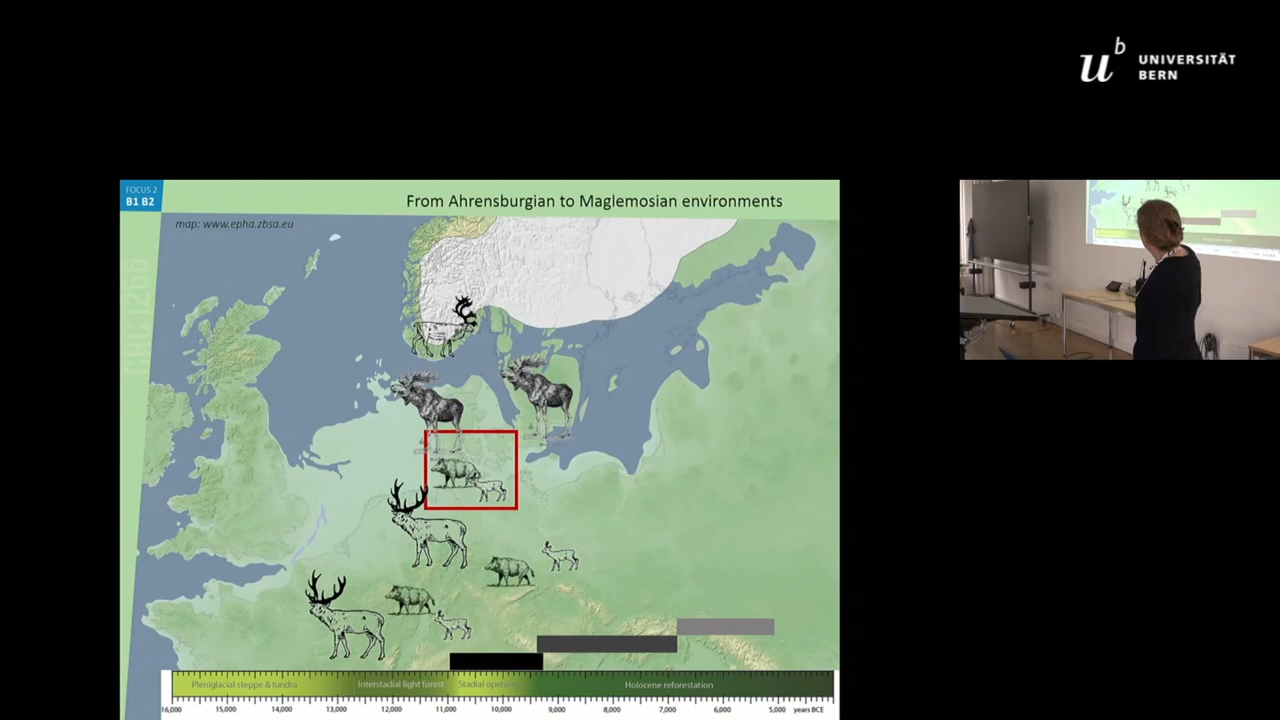 u^b
UNIVERSITÄT
BERN
FOCUS 2
B1 B2
From Ahrensburgian to Maglemosian environments
map: www.epha.zbsa.eu
Pleniglacial steppe & tundra
Interstadial light forest
Stadial opening
Holocene reforestation
16,000 15,000 14,000 13,000 12,000 11,000 10,000 9,000 8,000 7,000 6,000 5,000 years BCE